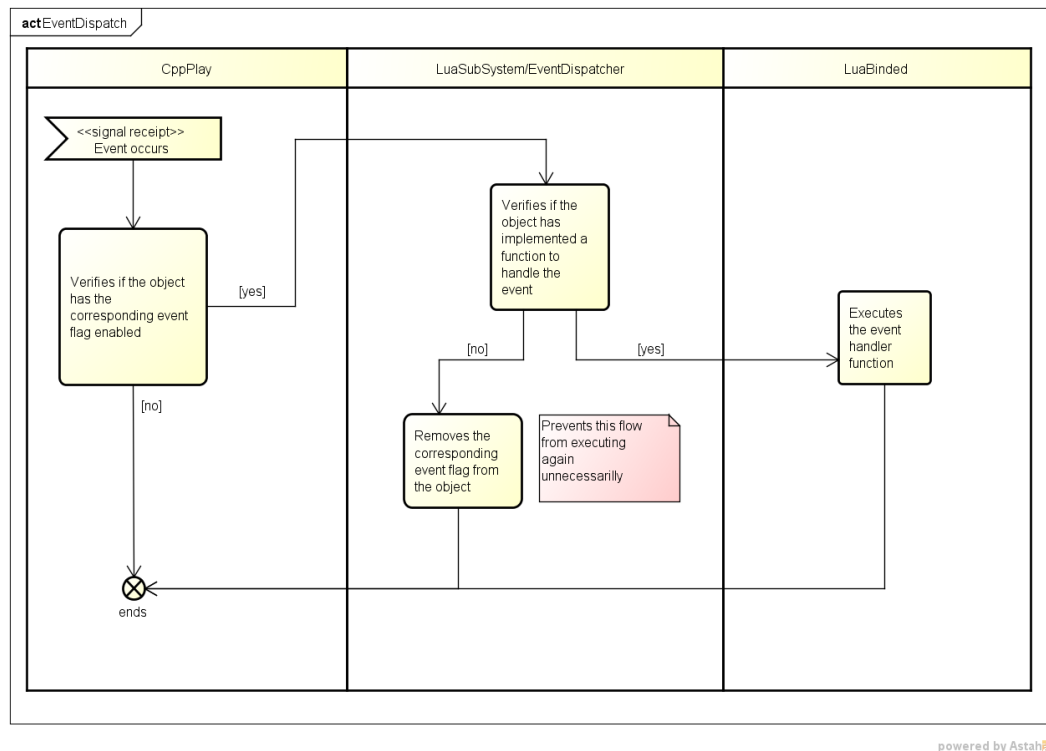 actEventDispatch
CppPlay
LuaSubSystem/EventDispatcher
LuaBinded
<<signal receipt>>
Event occurs
Verifies if the object
has the
corresponding event
flag enabled
[yes]
[no]
Verifies if the
object has
implemented a
function to
handle the
event
[no]
[yes]
Executes
the event
handler
function
Removes the
corresponding
event flag from
the object
Prevents this flow
from executing
again
unnecessarilly
ends
powered by Astah